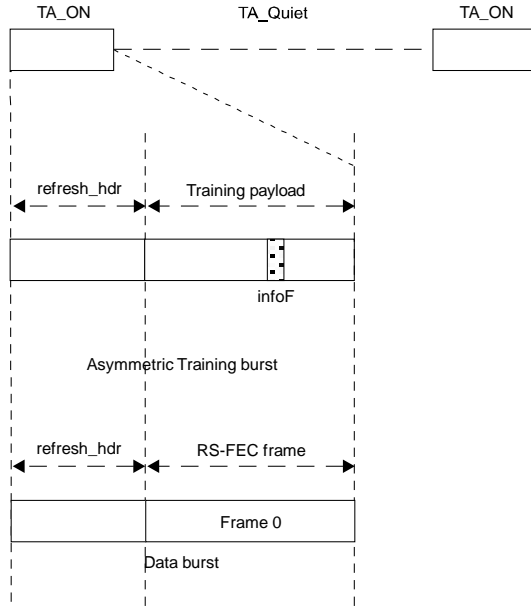 TA_ON TA_Quiet TA_ON
refresh_hdr Training payload
infoF
Asymmetric Training burst
refresh_hdr RS-FEC frame
Frame 0
Data burst